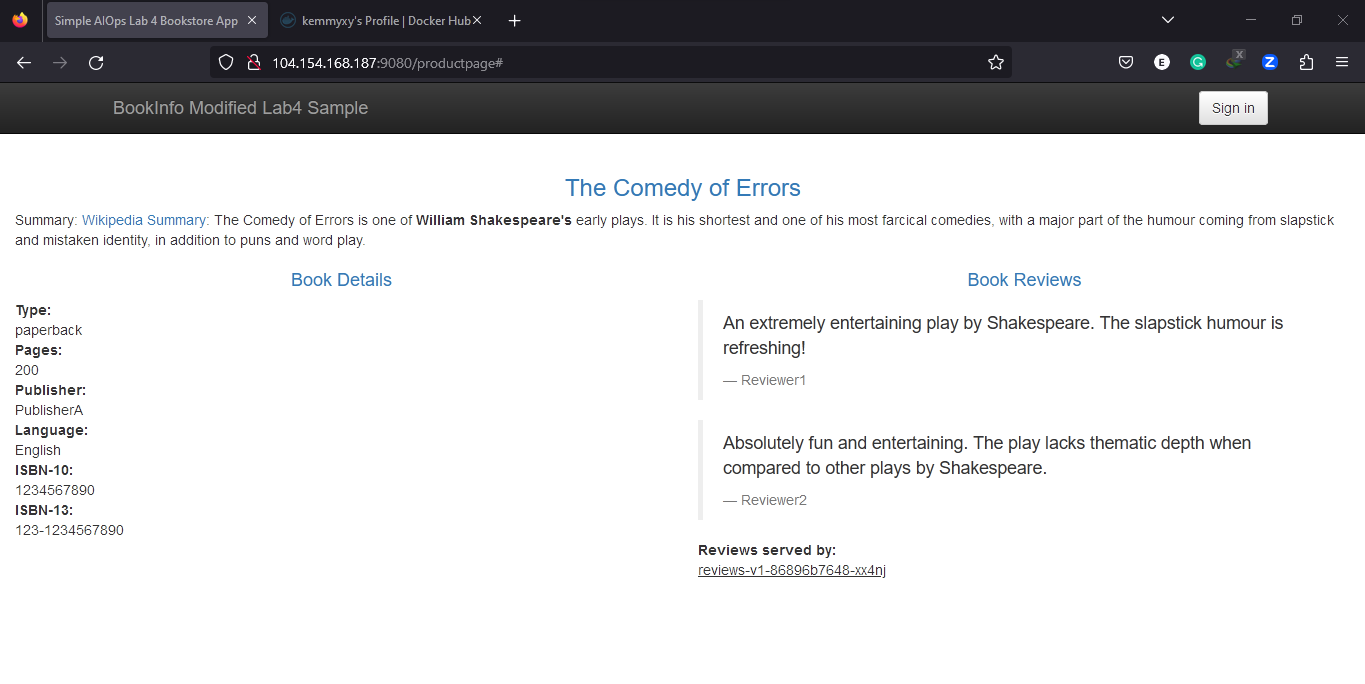 Simple AIOps Lab 4 Bookstore App
kemmyxy's Profile | Docker Hub
104.154.168.187:9080/productpage#
E
G
X
Z
BookInfo Modified Lab4 Sample
Sign in
The Comedy of Errors
Summary: Wikipedia Summary: The Comedy of Errors is one of William Shakespeare's early plays. It is his shortest and one of his most farcical comedies, with a major part of the humour coming from slapstick
and mistaken identity, in addition to puns and word play.
Book Details
Type:
paperback
Pages:
200
Publisher:
PublisherA
Language:
English
ISBN-10:
1234567890
ISBN-13:
123-1234567890
Book Reviews
An extremely entertaining play by Shakespeare. The slapstick humour is
refreshing!
— Reviewer1
Absolutely fun and entertaining. The play lacks thematic depth when
compared to other plays by Shakespeare.
— Reviewer2
Reviews served by:
reviews-v1-86896b7648-xx4nj